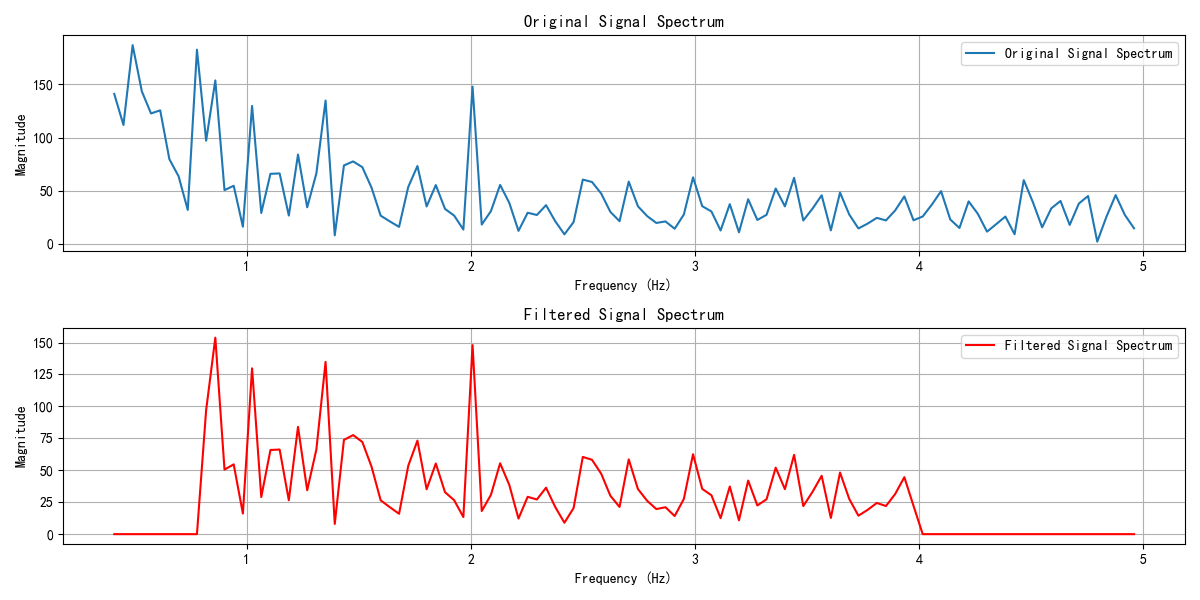 Original Signal Spectrum
Original Signal Spectrum
Magnitude
150
100
50
0
1 2 3 4 5
Frequency (Hz)
Filtered Signal Spectrum
Filtered Signal Spectrum
Magnitude
150
125
100
75
50
25
0
1 2 3 4 5
Frequency (Hz)